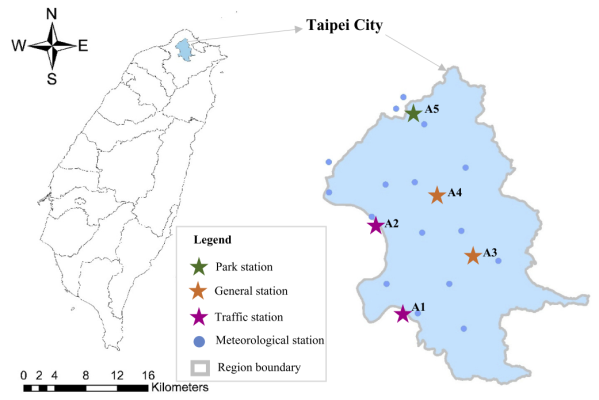 N
W E
S
Taipei City
A5
A4
A2
A3
A1
Legend
Park station
General station
Traffic station
Meteorological station
Region boundary
0 2 4 8 12 16
Kilometers